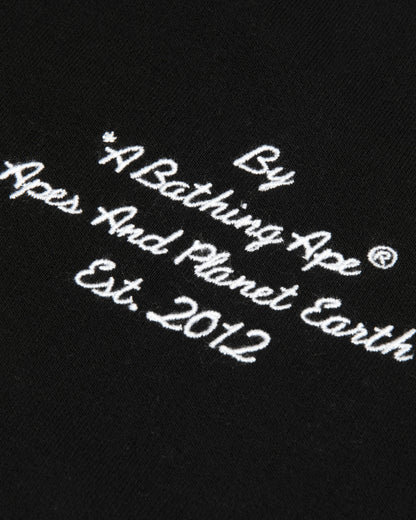 By
*A Bathing Ape®
Apes And Planet Earth
Est. 2012